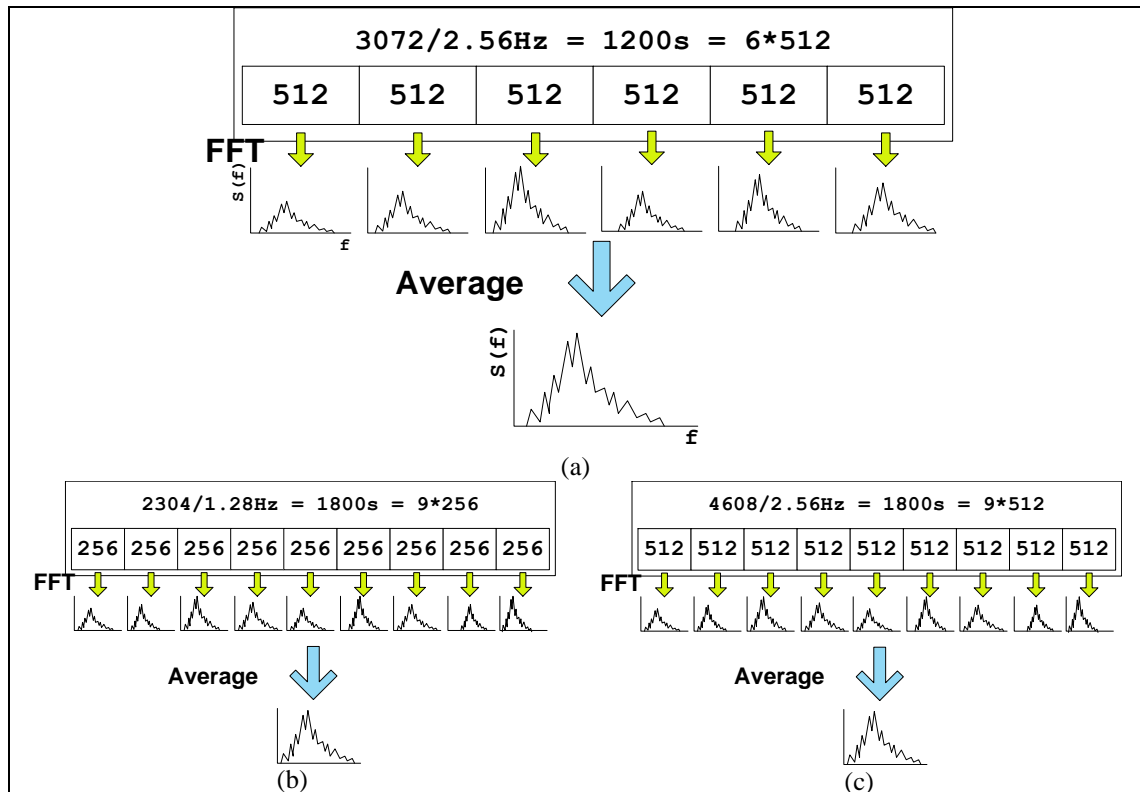 3072/2.56Hz = 1200s = 6*512
512 512 512 512 512 512
FFT
S(f)
f
Average
S(f)
f
(a)
2304/1.28Hz = 1800s = 9*256
256 256 256 256 256 256 256 256 256
FFT
Average
(b)
4608/2.56Hz = 1800s = 9*512
512 512 512 512 512 512 512 512 512
FFT
Average
(c)